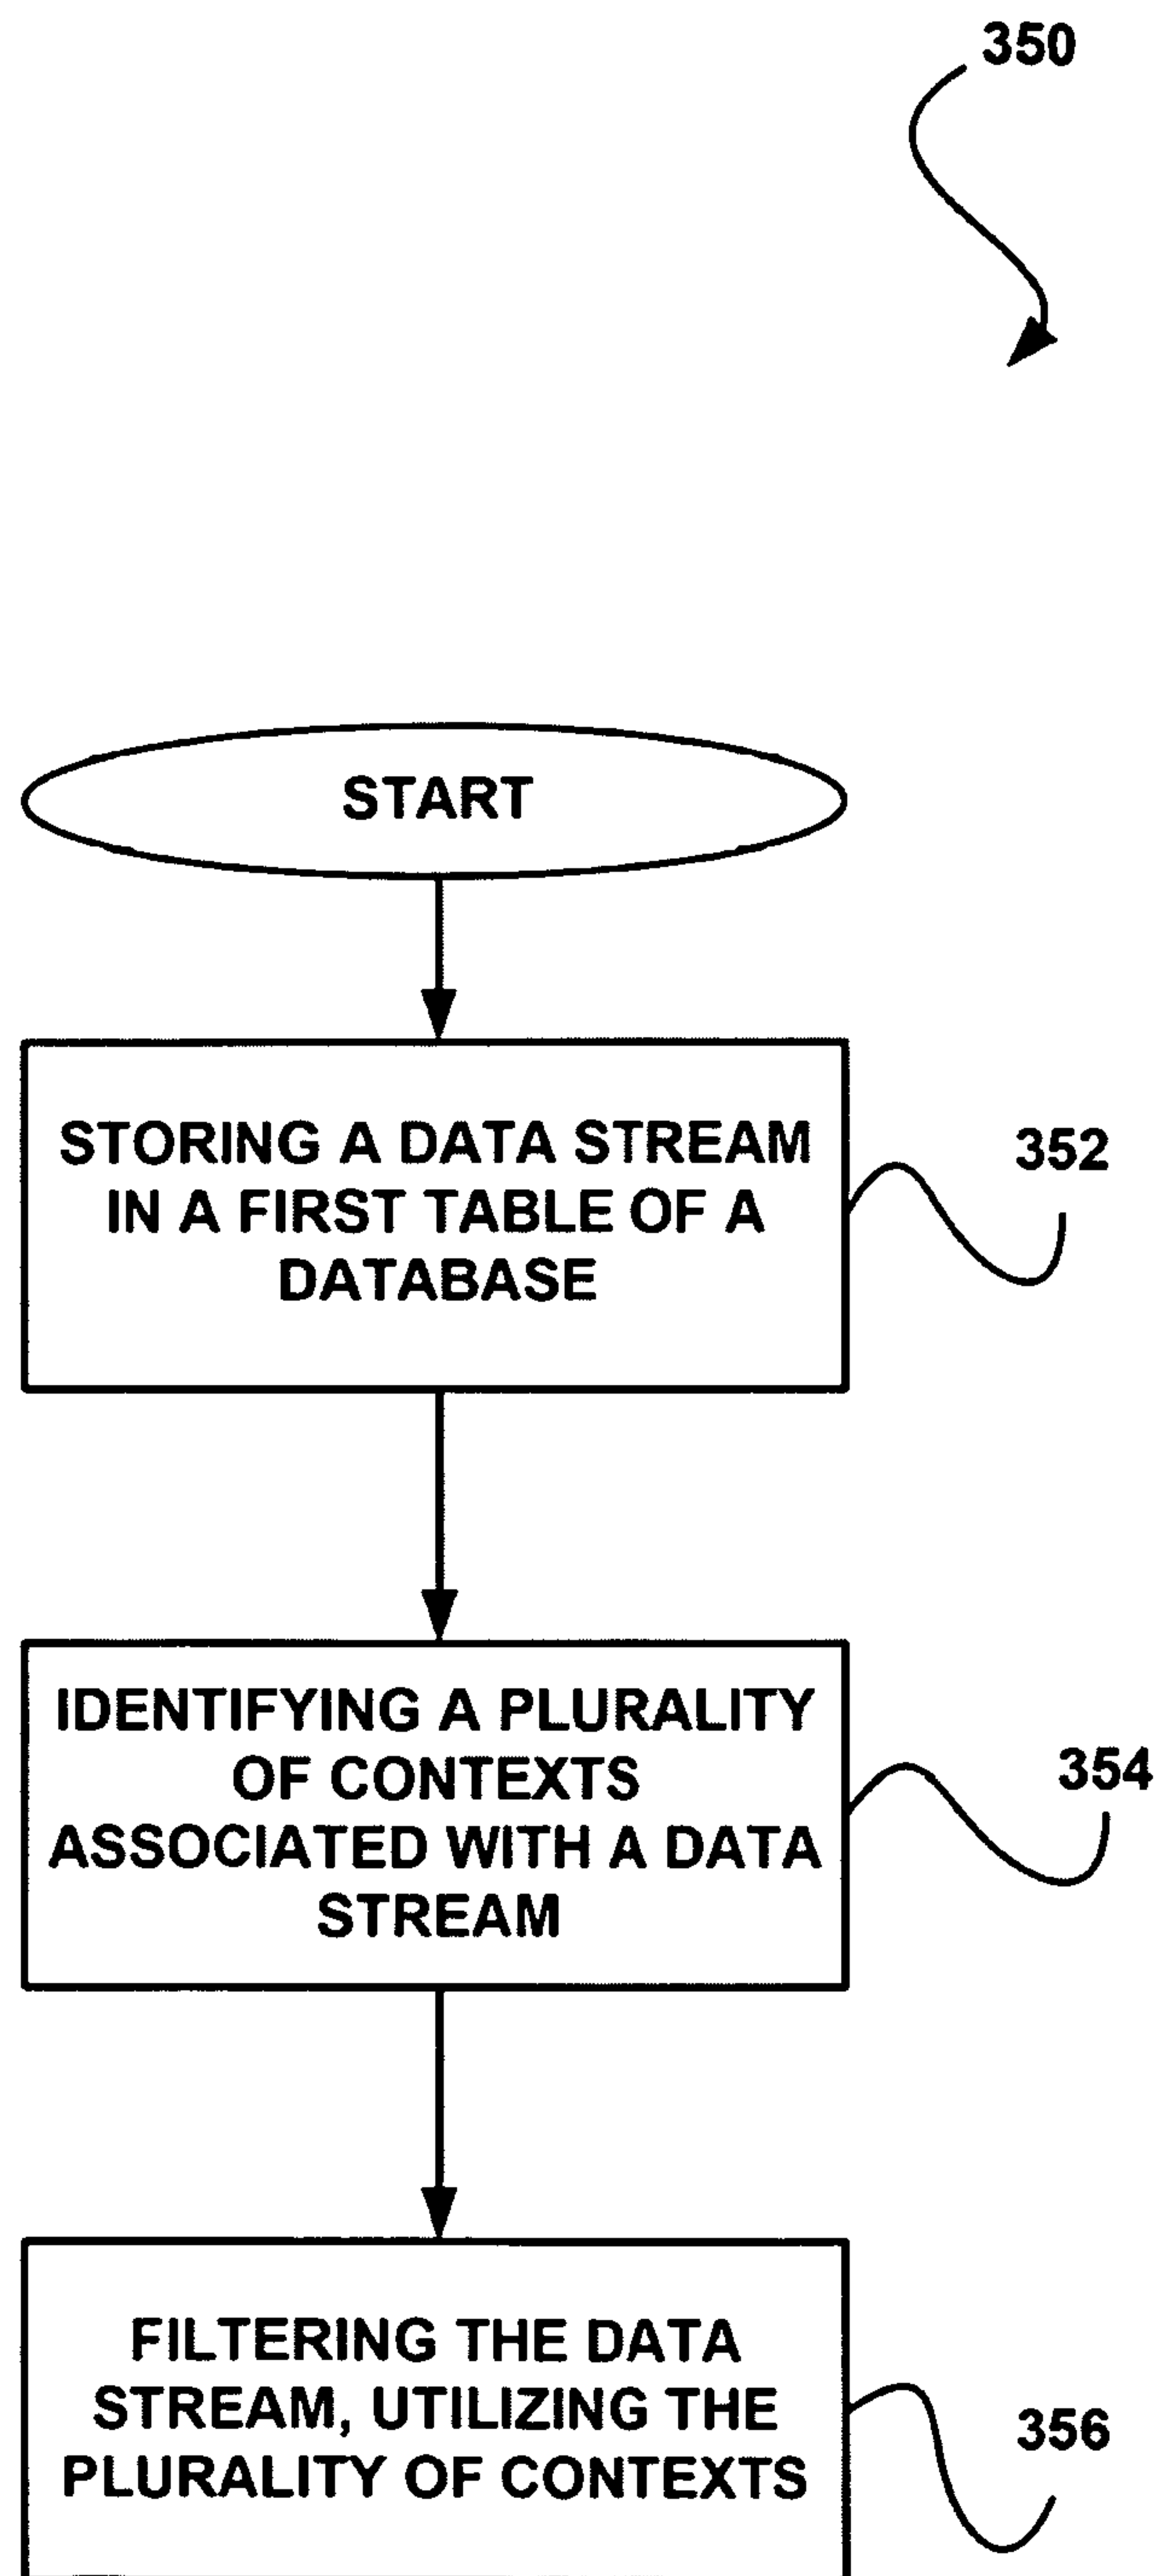 350
START
STORING A DATA STREAM
IN A FIRST TABLE OF A
DATABASE
352
IDENTIFYING A PLURALITY
OF CONTEXTS
ASSOCIATED WITH A DATA
STREAM
354
FILTERING THE DATA
STREAM, UTILIZING THE
PLURALITY OF CONTEXTS
356